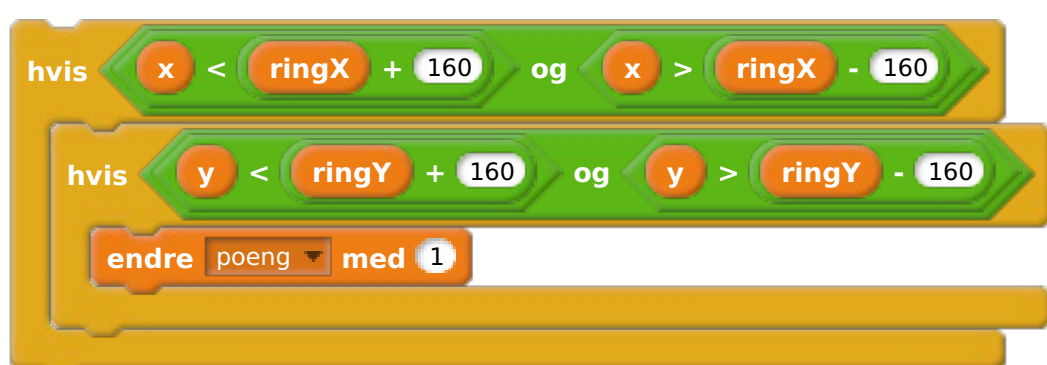 hvis x < ringX + 160 og x > ringX - 160
hvis y < ringY + 160 og y > ringY - 160
endre poeng med 1